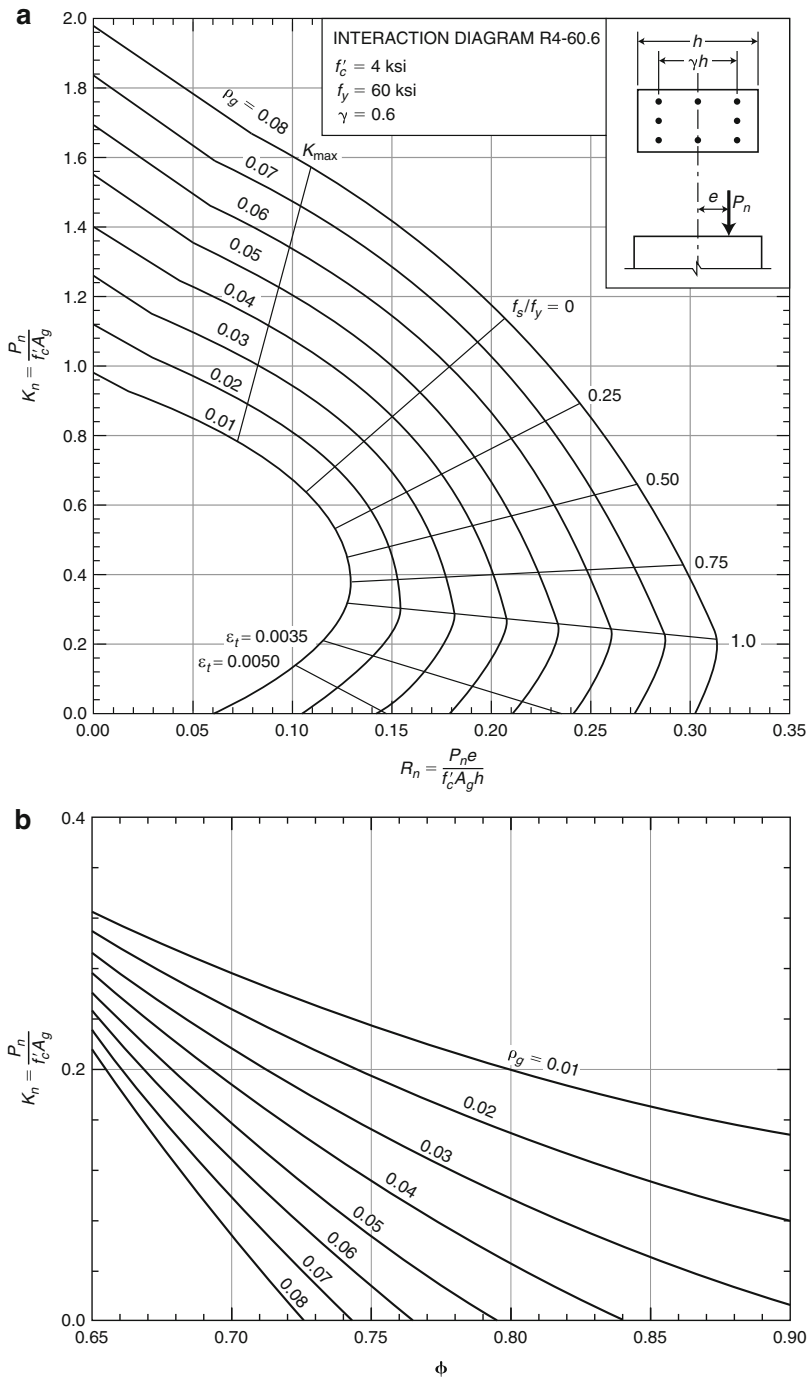 a
INTERACTION DIAGRAM R4-60.6
f′c = 4 ksi
fy = 60 ksi
γ = 0.6
h
γh
e
Pn
2.0
1.8
1.6
1.4
1.2
1.0
0.8
0.6
0.4
0.2
0.0
Kn = Pn / f′c Ag
ρg = 0.08
0.07
0.06
0.05
0.04
0.03
0.02
0.01
Kmax
fs/fy = 0
0.25
0.50
0.75
1.0
εt = 0.0035
εt = 0.0050
0.00 0.05 0.10 0.15 0.20 0.25 0.30 0.35
Rn = Pn e / f′c Ag h
b
0.4
0.2
0.0
Kn = Pn / f′c Ag
ρg = 0.01
0.02
0.03
0.04
0.05
0.06
0.07
0.08
0.65 0.70 0.75 0.80 0.85 0.90
ϕ